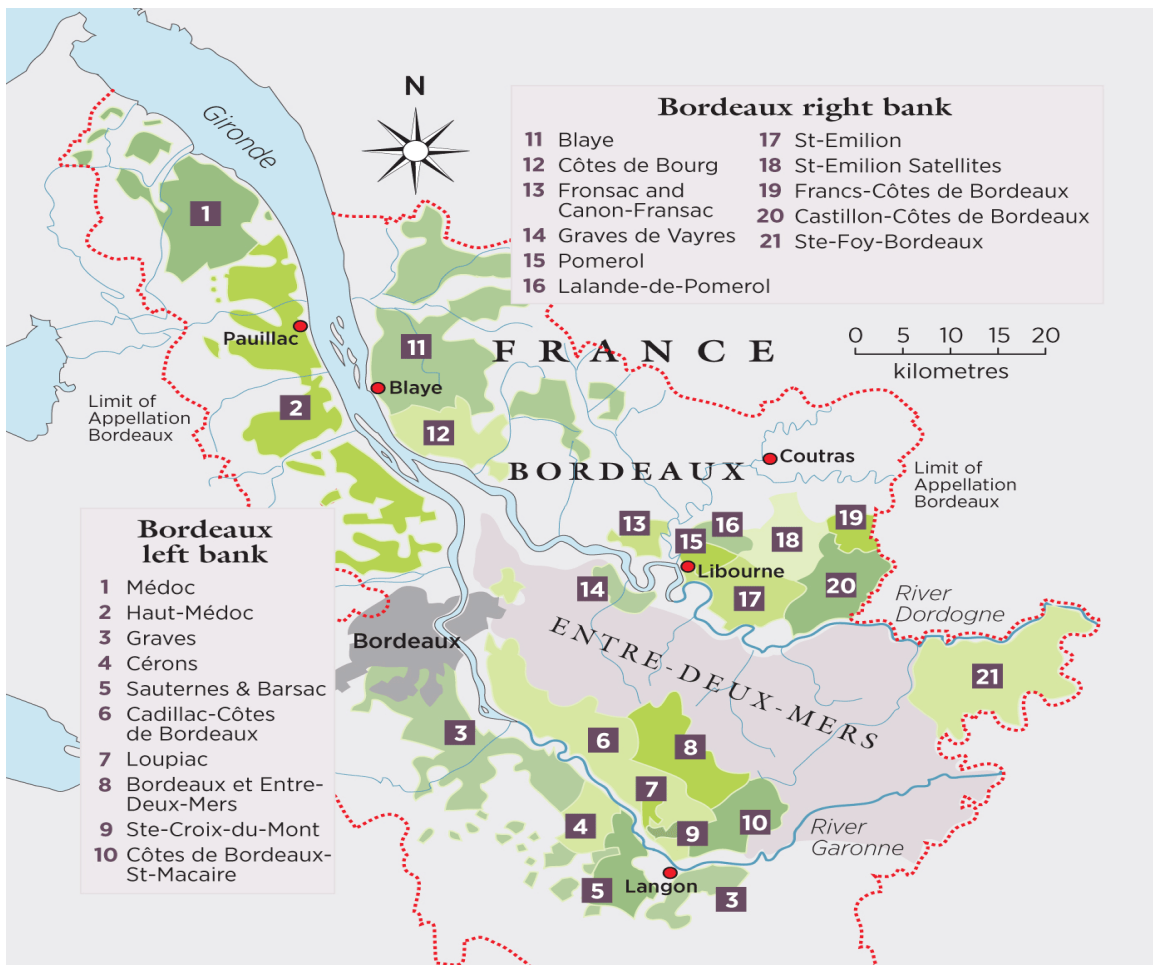 N
Gironde
Bordeaux right bank
11 Blaye
12 Côtes de Bourg
13 Fronsac and
Canon-Fransac
14 Graves de Vayres
15 Pomerol
16 Lalande-de-Pomerol
17 St-Emilion
18 St-Emilion Satellites
19 Francs-Côtes de Bordeaux
20 Castillon-Côtes de Bordeaux
21 Ste-Foy-Bordeaux
1
Pauillac
FRANCE
0 5 10 15 20
kilometres
11
Blaye
2
Limit of
Appellation
Bordeaux
12
BORDEAUX
Coutras
Limit of
Appellation
Bordeaux
Bordeaux
left bank
1 Médoc
2 Haut-Médoc
3 Graves
4 Cérons
5 Sauternes & Barsac
6 Cadillac-Côtes
de Bordeaux
7 Loupiac
8 Bordeaux et Entre-
Deux-Mers
9 Ste-Croix-du-Mont
10 Côtes de Bordeaux-
St-Macaire
13
16
15
18
19
Libourne
14
17
20
River
Dordogne
Bordeaux
ENTRE-DEUX-MERS
21
3
6
8
7
4
9
10
River
Garonne
Langon
5
3